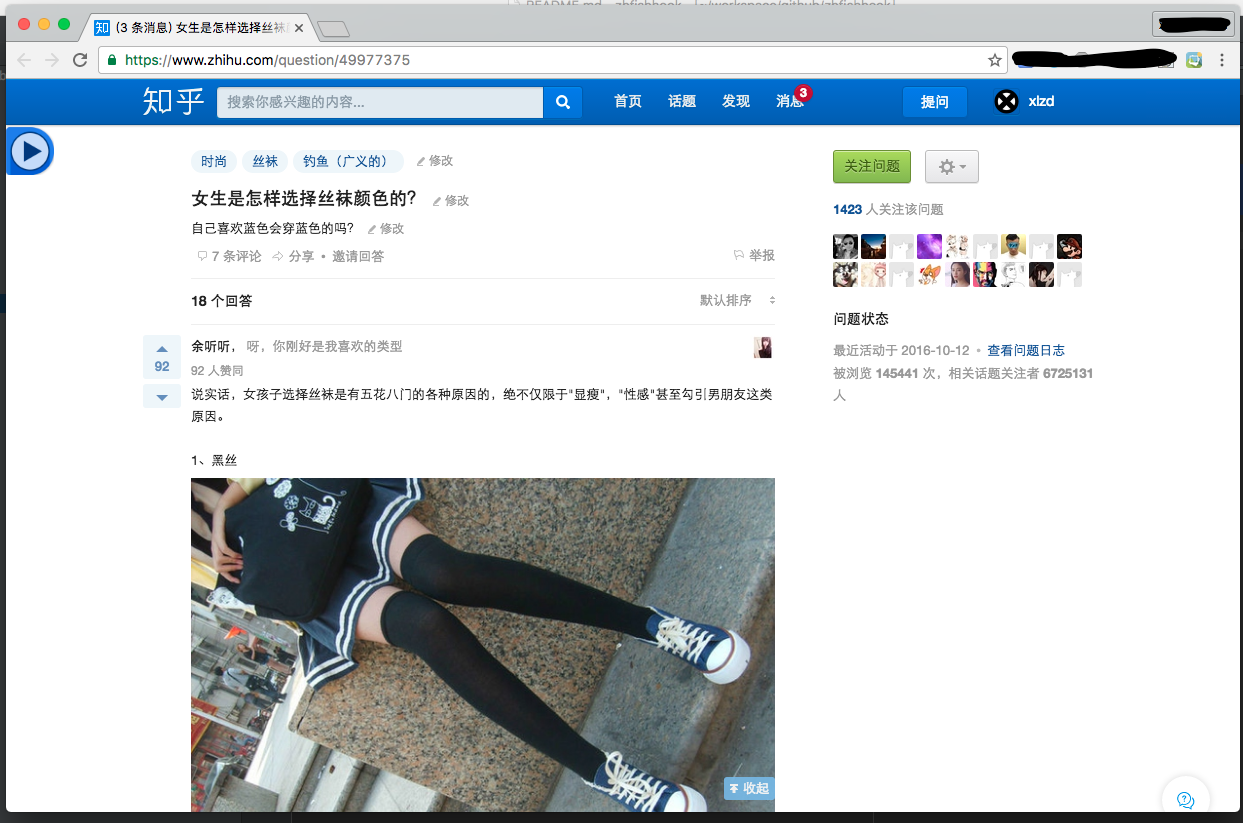 README.md — zhfishhook — [~/workspace/github/zhfishhook]
知 (3 条消息) 女生是怎样选择丝袜
https://www.zhihu.com/question/49977375
知乎 搜索你感兴趣的内容... 首页 话题 发现 消息 3 提问 xlzd
时尚 丝袜 钓鱼（广义的） 修改
女生是怎样选择丝袜颜色的？ 修改
自己喜欢蓝色会穿蓝色的吗？ 修改
7 条评论 分享 • 邀请回答 举报
18 个回答 默认排序
余听听， 呀，你刚好是我喜欢的类型
92
92 人赞同
说实话，女孩子选择丝袜是有五花八门的各种原因的，绝不仅限于"显瘦"，"性感"甚至勾引男朋友这类
原因。
1、黑丝
收起
关注问题
1423 人关注该问题
问题状态
最近活动于 2016-10-12 • 查看问题日志
被浏览 145441 次，相关话题关注者 6725131
人